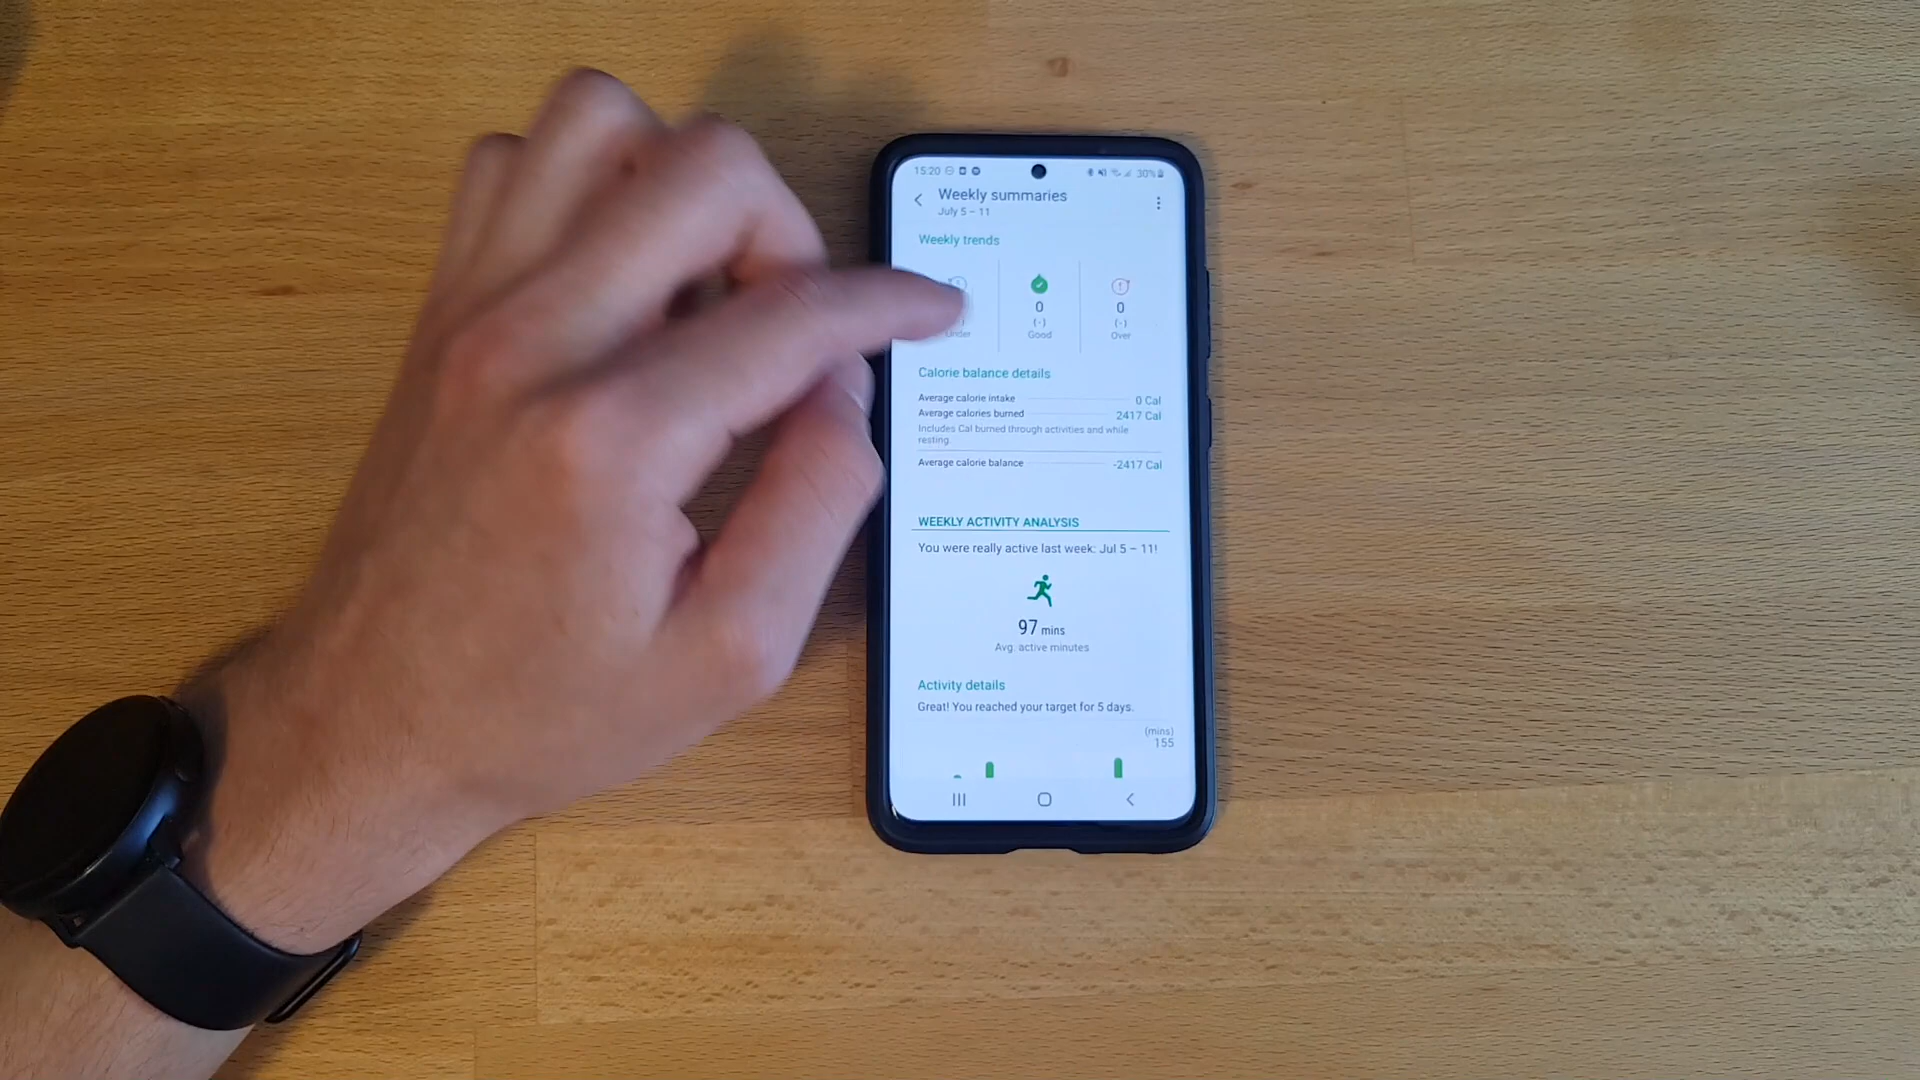 15:20 30%
Weekly summaries
July 5 – 11
Weekly trends
0 0
(-) (-)
Under Good Over
Calorie balance details
Average calorie intake 0 Cal
Average calories burned 2417 Cal
Includes Cal burned through activities and while
resting.
Average calorie balance -2417 Cal
WEEKLY ACTIVITY ANALYSIS
You were really active last week: Jul 5 – 11!
97 mins
Avg. active minutes
Activity details
Great! You reached your target for 5 days.
(mins)
155